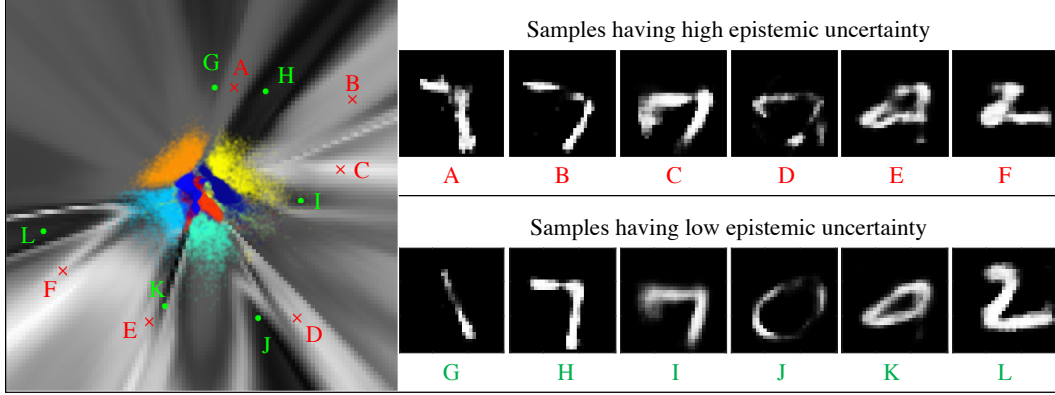 G
A
H
B
C
I
L
F
K
E
J
D
Samples having high epistemic uncertainty
A B C D E F
Samples having low epistemic uncertainty
G H I J K L